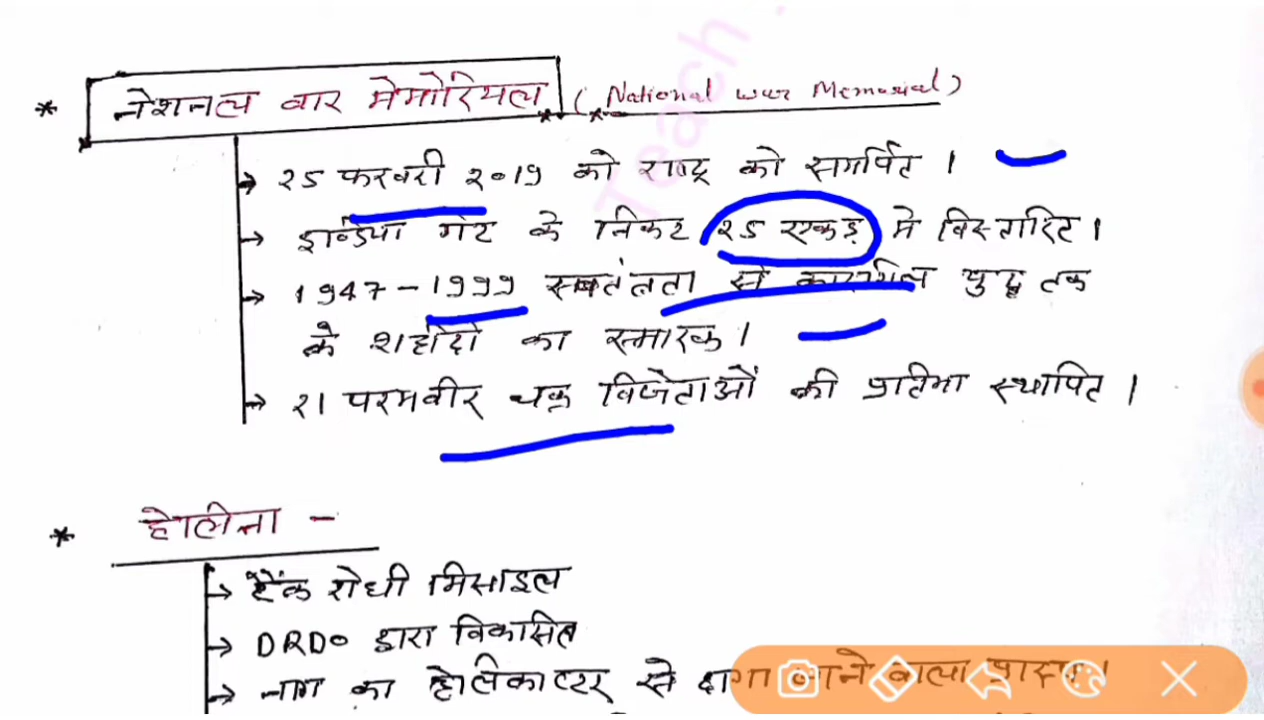 Teach
* नेशनल वार मेमोरियल ( National war Memorial )
→ 25 फरवरी 2019 को राष्ट्र को समर्पित ।
→ इण्डिया गेट के निकट 25 एकड़ मे विस्तारित ।
→ 1947 - 1999 स्वतंत्रता से कारगिल युद्ध तक
के शहीदो का स्मारक ।
→ 21 परमवीर चक्र विजेताओं की प्रतिमा स्थापित ।
* हेलीना -
→ टैंक रोधी मिसाइल
→ DRDO द्वारा विकासित
→ नाग का हेलिकाप्टर से दागा जाने वाला